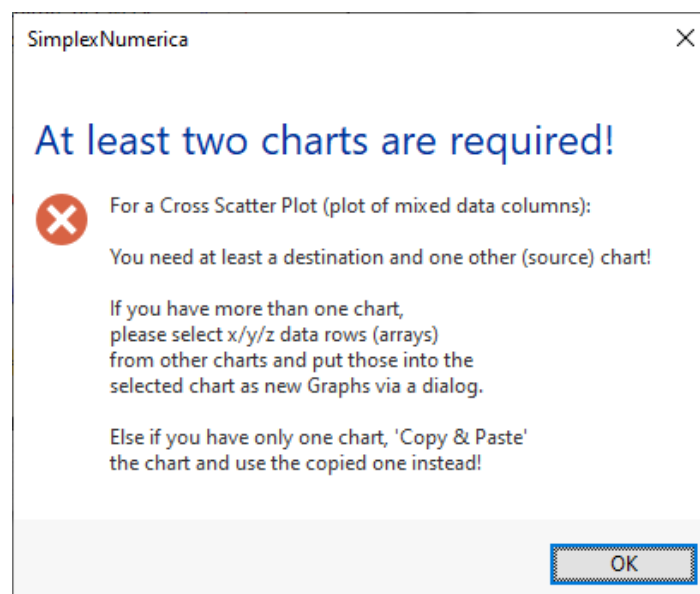 SimplexNumerica
At least two charts are required!
For a Cross Scatter Plot (plot of mixed data columns):
You need at least a destination and one other (source) chart!
If you have more than one chart,
please select x/y/z data rows (arrays)
from other charts and put those into the
selected chart as new Graphs via a dialog.
Else if you have only one chart, 'Copy & Paste'
the chart and use the copied one instead!
OK